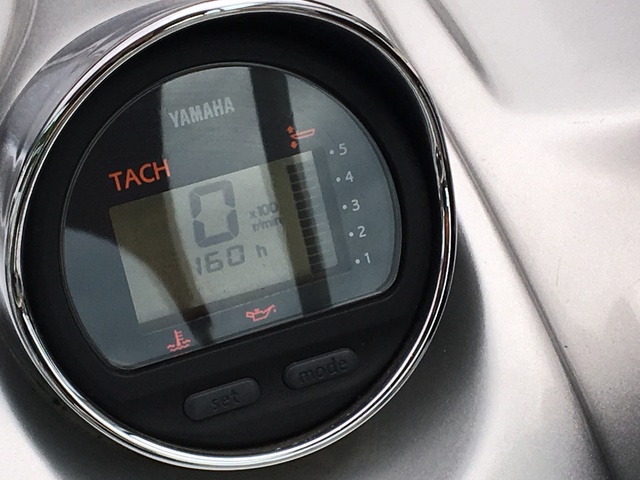 YAMAHA
TACH
5
4
3
2
1
0 x100
r/min
160 h
set
mode